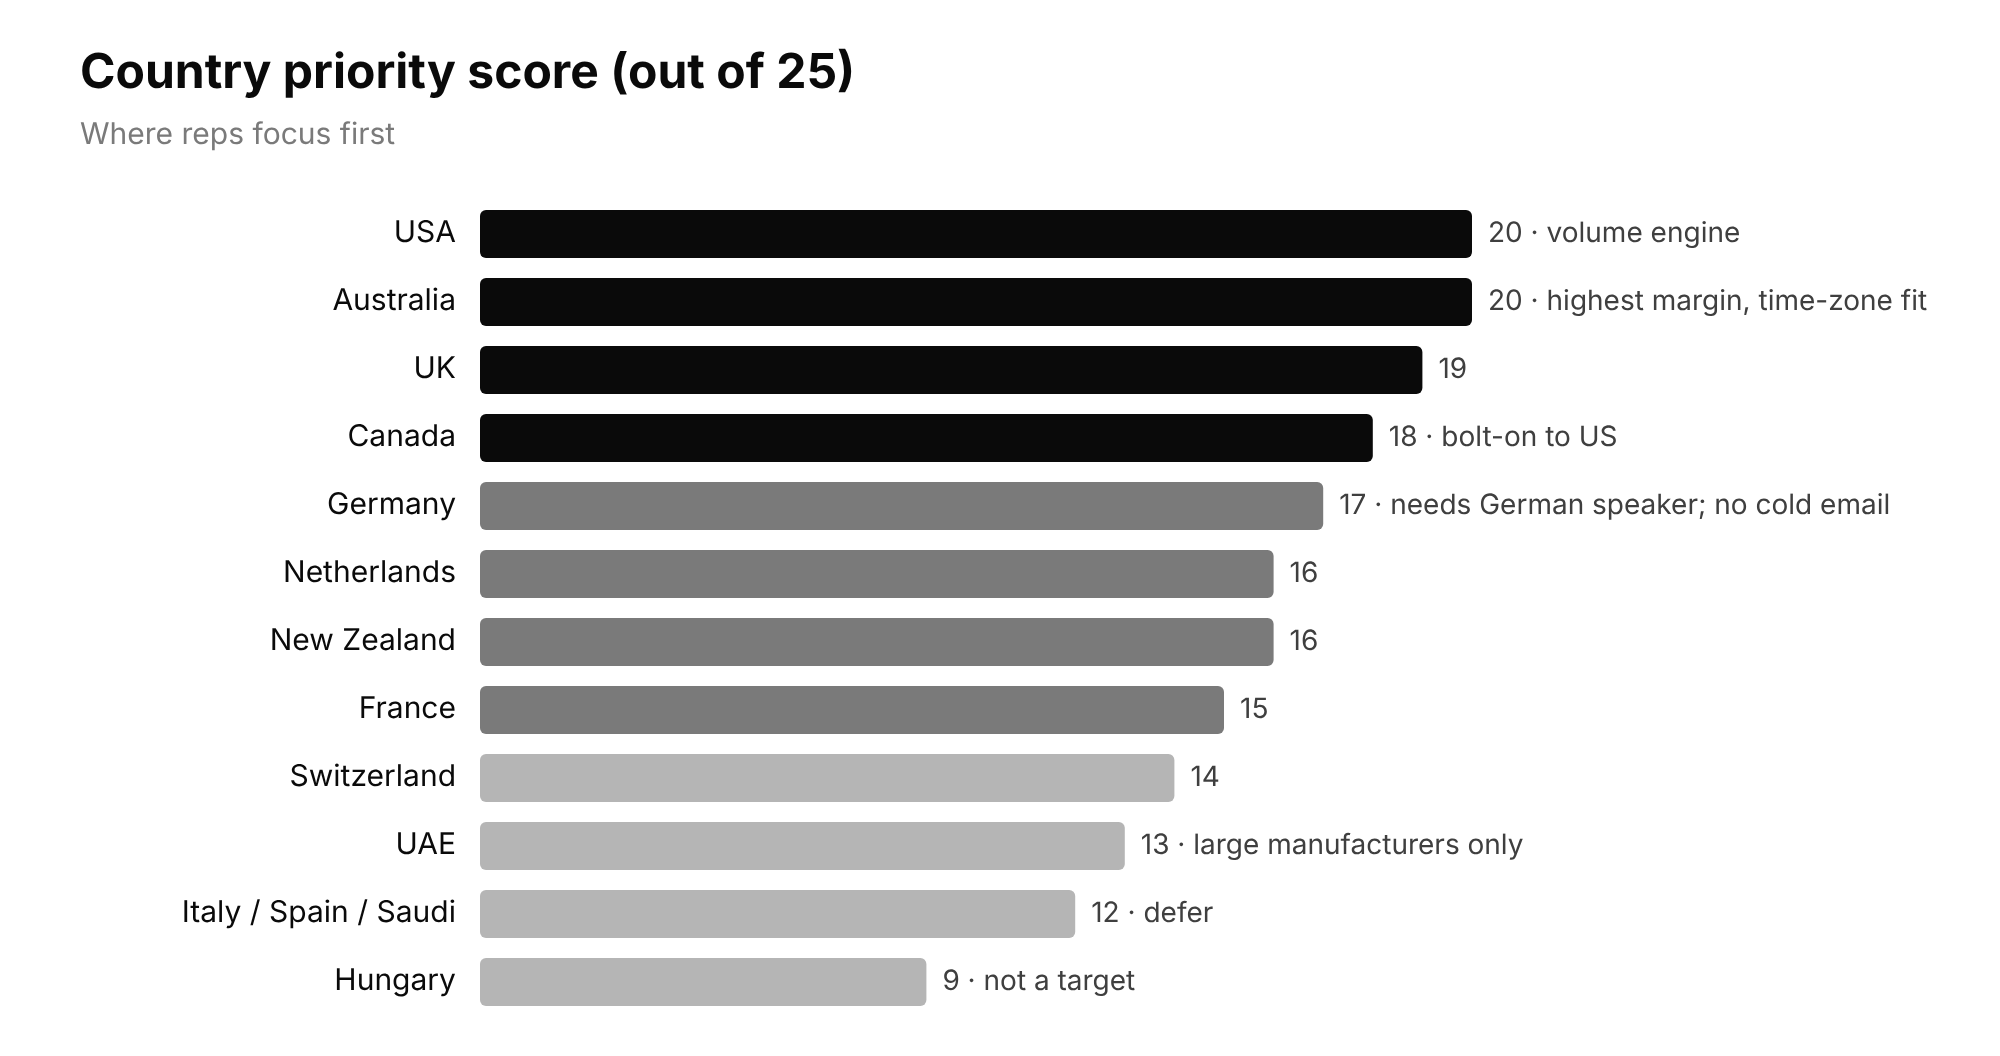 Country priority score (out of 25)
Where reps focus first
USA 20 · volume engine
Australia 20 · highest margin, time-zone fit
UK 19
Canada 18 · bolt-on to US
Germany 17 · needs German speaker; no cold email
Netherlands 16
New Zealand 16
France 15
Switzerland 14
UAE 13 · large manufacturers only
Italy / Spain / Saudi 12 · defer
Hungary 9 · not a target